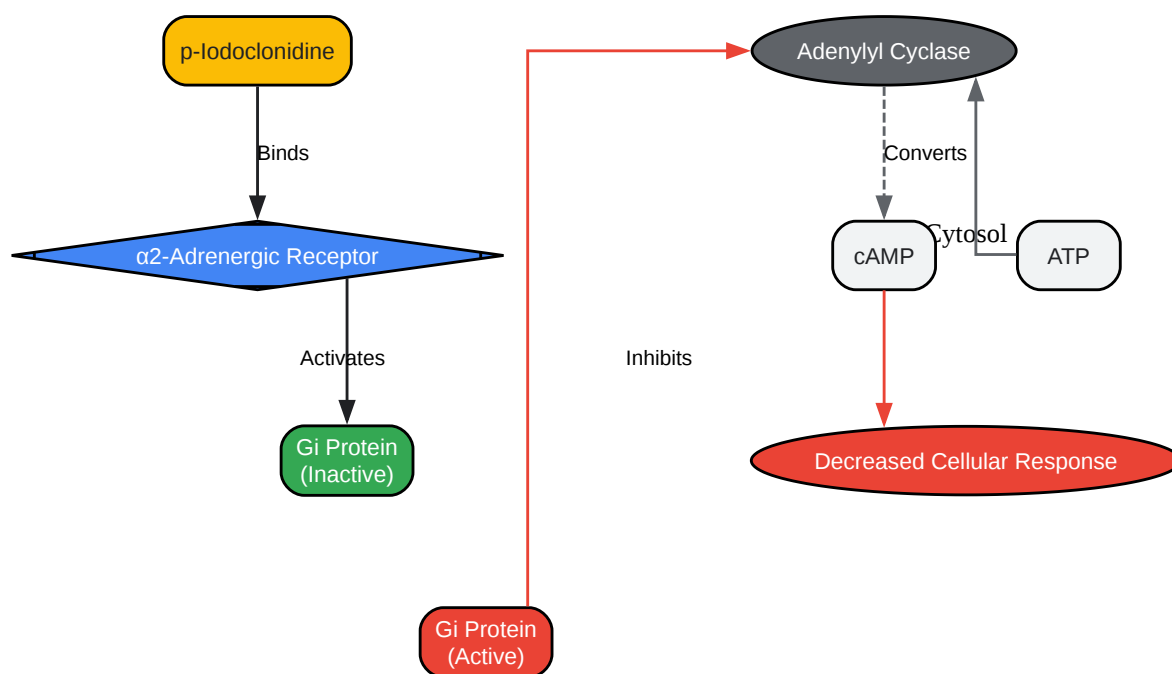 p-Iodoclonidine
Adenylyl Cyclase
Binds
Converts
α2-Adrenergic Receptor
cAMP
Cytosol
ATP
Activates
Inhibits
Gi Protein
(Inactive)
Decreased Cellular Response
Gi Protein
(Active)